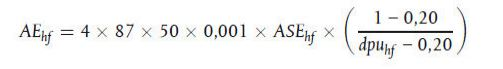 AE_hf = 4 × 87 × 50 × 0,001 × ASE_hf × ( (1 − 0,20) / (dpu_hf − 0,20) )